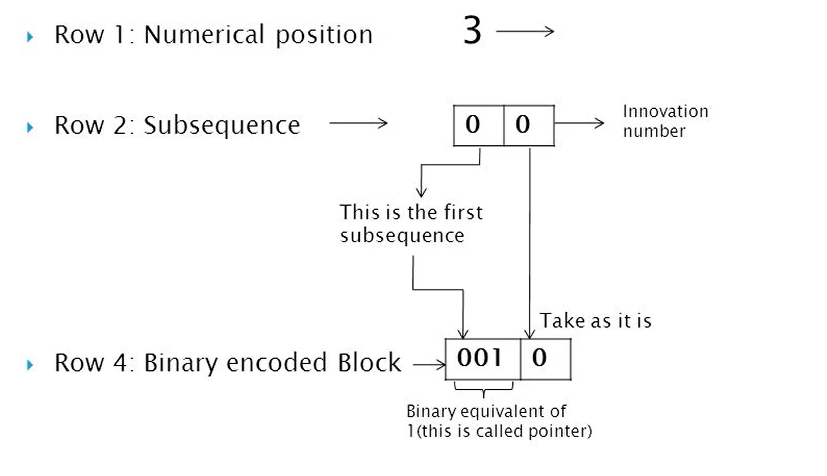 Row 1: Numerical position 3
Row 2: Subsequence 0 0 Innovation
number
This is the first
subsequence
Take as it is
Row 4: Binary encoded Block 001 0
Binary equivalent of
1(this is called pointer)